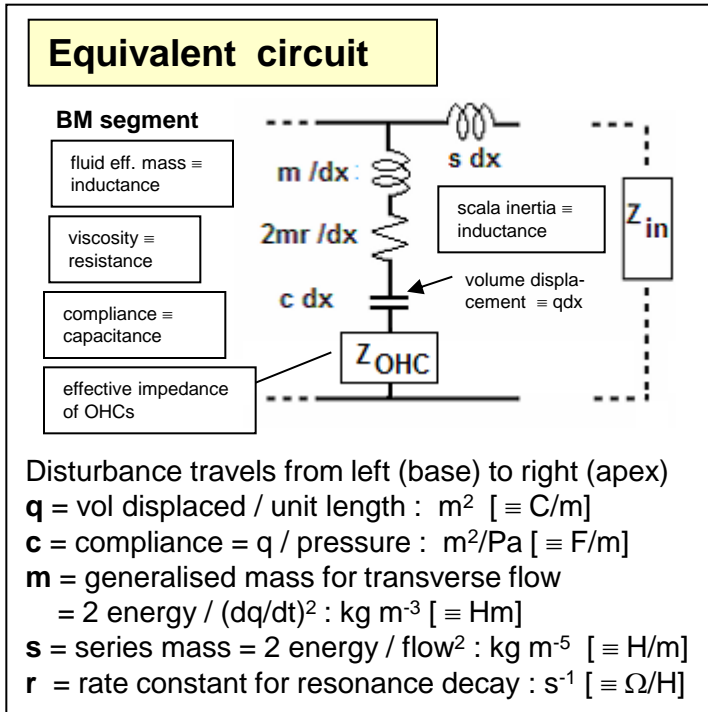 Equivalent circuit
BM segment
fluid eff. mass ≡
inductance
viscosity ≡
resistance
compliance ≡
capacitance
effective impedance
of OHCs
m /dx
2mr /dx
c dx
Z OHC
s dx
scala inertia ≡
inductance
volume displa-
cement ≡ qdx
Z in
Disturbance travels from left (base) to right (apex)
q = vol displaced / unit length : m² [ ≡ C/m]
c = compliance = q / pressure : m²/Pa [ ≡ F/m]
m = generalised mass for transverse flow
= 2 energy / (dq/dt)² : kg m⁻³ [ ≡ Hm]
s = series mass = 2 energy / flow² : kg m⁻⁵ [ ≡ H/m]
r = rate constant for resonance decay : s⁻¹ [ ≡ Ω/H]